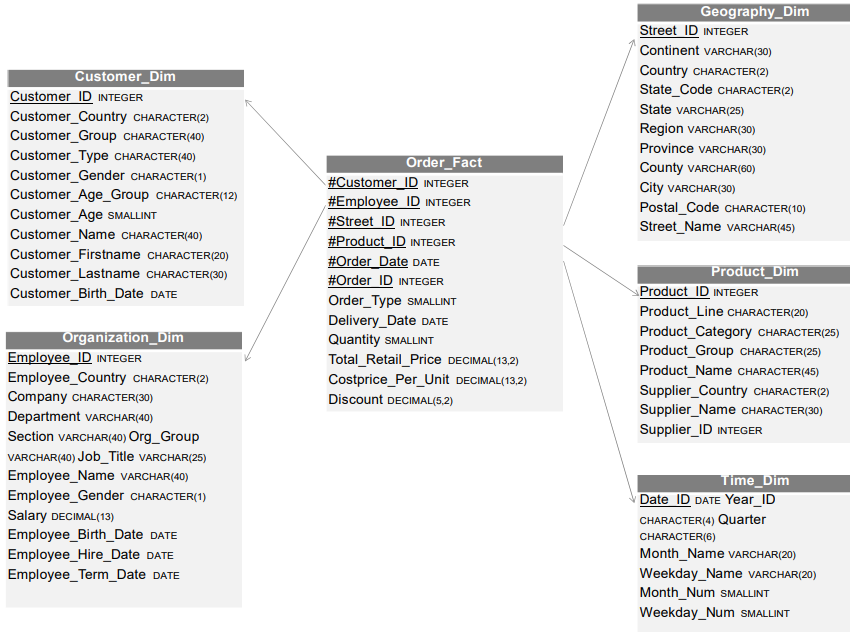 Customer_Dim
Customer_ID INTEGER
Customer_Country CHARACTER(2)
Customer_Group CHARACTER(40)
Customer_Type CHARACTER(40)
Customer_Gender CHARACTER(1)
Customer_Age_Group CHARACTER(12)
Customer_Age SMALLINT
Customer_Name CHARACTER(40)
Customer_Firstname CHARACTER(20)
Customer_Lastname CHARACTER(30)
Customer_Birth_Date DATE
Organization_Dim
Employee_ID INTEGER
Employee_Country CHARACTER(2)
Company CHARACTER(30)
Department VARCHAR(40)
Section VARCHAR(40) Org_Group
VARCHAR(40) Job_Title VARCHAR(25)
Employee_Name VARCHAR(40)
Employee_Gender CHARACTER(1)
Salary DECIMAL(13)
Employee_Birth_Date DATE
Employee_Hire_Date DATE
Employee_Term_Date DATE
Order_Fact
#Customer_ID INTEGER
#Employee_ID INTEGER
#Street_ID INTEGER
#Product_ID INTEGER
#Order_Date DATE
#Order_ID INTEGER
Order_Type SMALLINT
Delivery_Date DATE
Quantity SMALLINT
Total_Retail_Price DECIMAL(13,2)
Costprice_Per_Unit DECIMAL(13,2)
Discount DECIMAL(5,2)
Geography_Dim
Street_ID INTEGER
Continent VARCHAR(30)
Country CHARACTER(2)
State_Code CHARACTER(2)
State VARCHAR(25)
Region VARCHAR(30)
Province VARCHAR(30)
County VARCHAR(60)
City VARCHAR(30)
Postal_Code CHARACTER(10)
Street_Name VARCHAR(45)
Product_Dim
Product_ID INTEGER
Product_Line CHARACTER(20)
Product_Category CHARACTER(25)
Product_Group CHARACTER(25)
Product_Name CHARACTER(45)
Supplier_Country CHARACTER(2)
Supplier_Name CHARACTER(30)
Supplier_ID INTEGER
Time_Dim
Date_ID DATE Year_ID
CHARACTER(4) Quarter
CHARACTER(6)
Month_Name VARCHAR(20)
Weekday_Name VARCHAR(20)
Month_Num SMALLINT
Weekday_Num SMALLINT